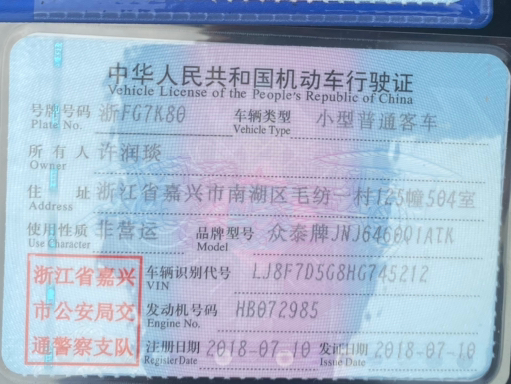 中华人民共和国机动车行驶证
Vehicle License of the People's Republic of China
号牌号码 浙FG7K80 车辆类型 小型普通客车
Plate No. Vehicle Type
所有人 许润琰
Owner
住址 浙江省嘉兴市南湖区毛纺一村125幢504室
Address
使用性质 非营运 品牌型号 众泰牌JNJ6460Q1ATK
Use Character Model
浙江省嘉兴
市公安局交
通警察支队
车辆识别代号 LJ8F7D5G8HG745212
VIN
发动机号码 HB072985
Engine No.
注册日期 2018-07-10 发证日期 2018-07-10
Register Date Issue Date